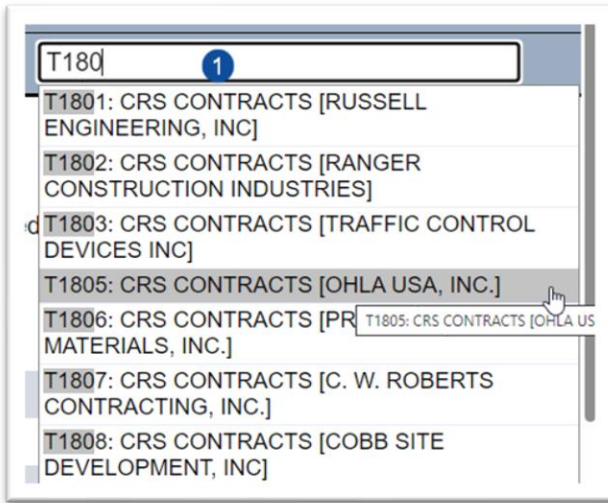 T180
1
T1801: CRS CONTRACTS [RUSSELL
ENGINEERING, INC]
T1802: CRS CONTRACTS [RANGER
CONSTRUCTION INDUSTRIES]
T1803: CRS CONTRACTS [TRAFFIC CONTROL
DEVICES INC]
T1805: CRS CONTRACTS [OHLA USA, INC.]
T1806: CRS CONTRACTS [PR
T1805: CRS CONTRACTS [OHLA US
MATERIALS, INC.]
T1807: CRS CONTRACTS [C. W. ROBERTS
CONTRACTING, INC.]
T1808: CRS CONTRACTS [COBB SITE
DEVELOPMENT, INC]